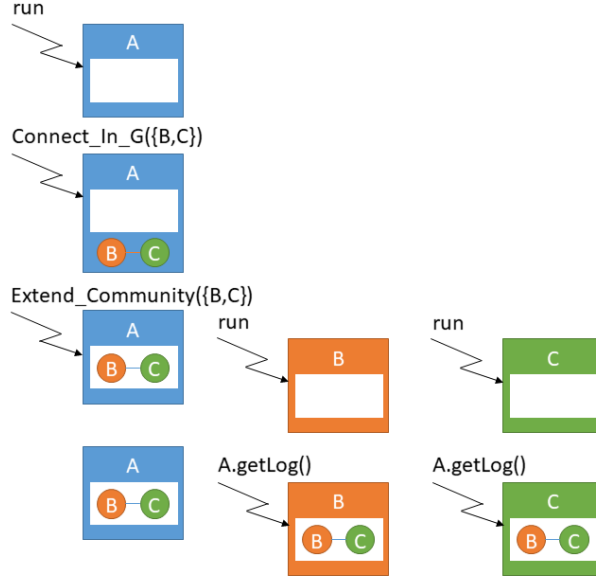 run
A
Connect_In_G({B,C})
A
B C
Extend_Community({B,C})
A
B C
run
B
run
C
A
B C
A.getLog()
B
B C
A.getLog()
C
B C